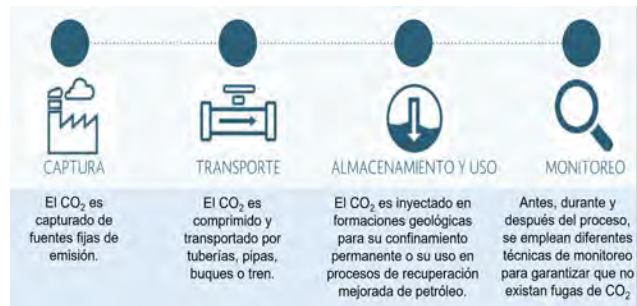 CAPTURA
El CO₂ es
capturado de
fuentes fijas de
emisión.
TRANSPORTE
El CO₂ es
comprimido y
transportado por
tuberías, pipas,
buques o tren.
ALMACENAMIENTO Y USO
El CO₂ es inyectado en
formaciones geológicas
para su confinamiento
permanente o su uso en
procesos de recuperación
mejorada de petróleo.
MONITOREO
Antes, durante y
después del proceso,
se emplean diferentes
técnicas de monitoreo
para garantizar que no
existan fugas de CO₂